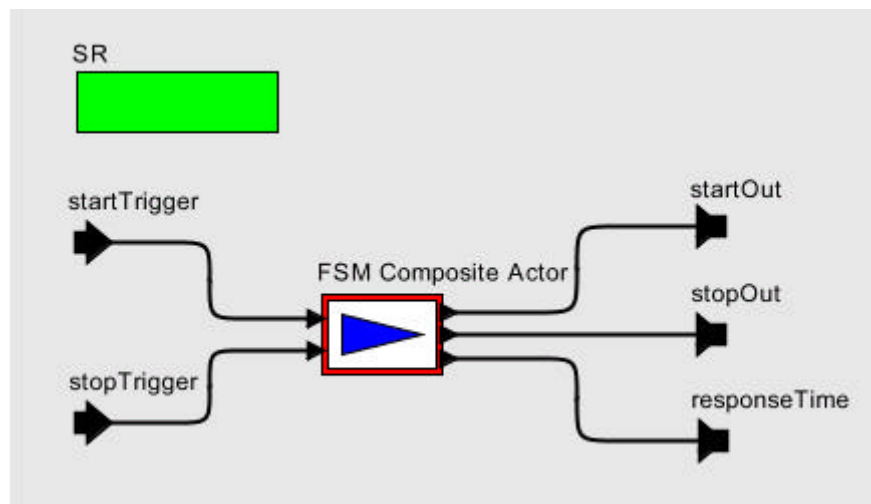 SR
startTrigger
startOut
FSM Composite Actor
stopOut
stopTrigger
responseTime